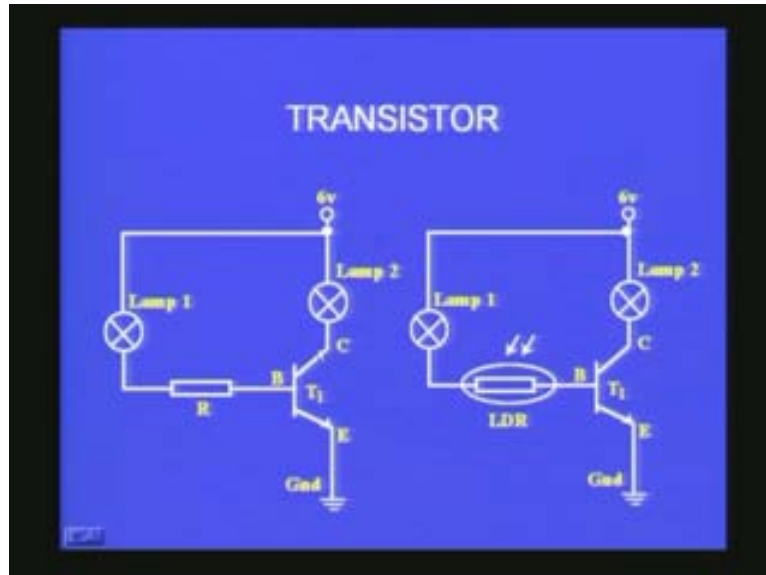 TRANSISTOR
6v
6v
Lamp 2
Lamp 2
Lamp 1
Lamp 1
C
C
B
T1
B
T1
R
LDR
E
E
Gnd
Gnd